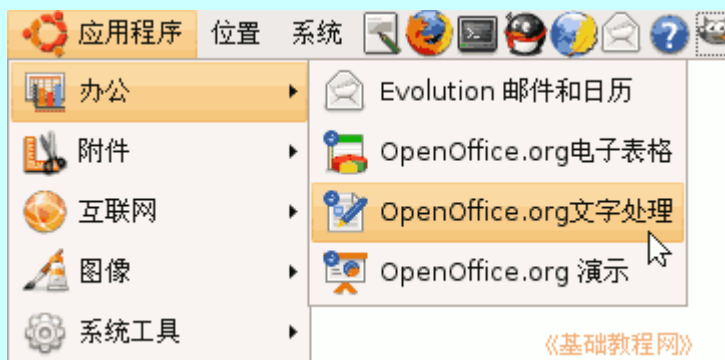 应用程序 位置 系统
办公
Evolution 邮件和日历
附件
OpenOffice.org电子表格
互联网
OpenOffice.org文字处理
图像
OpenOffice.org 演示
系统工具
《基础教程网》